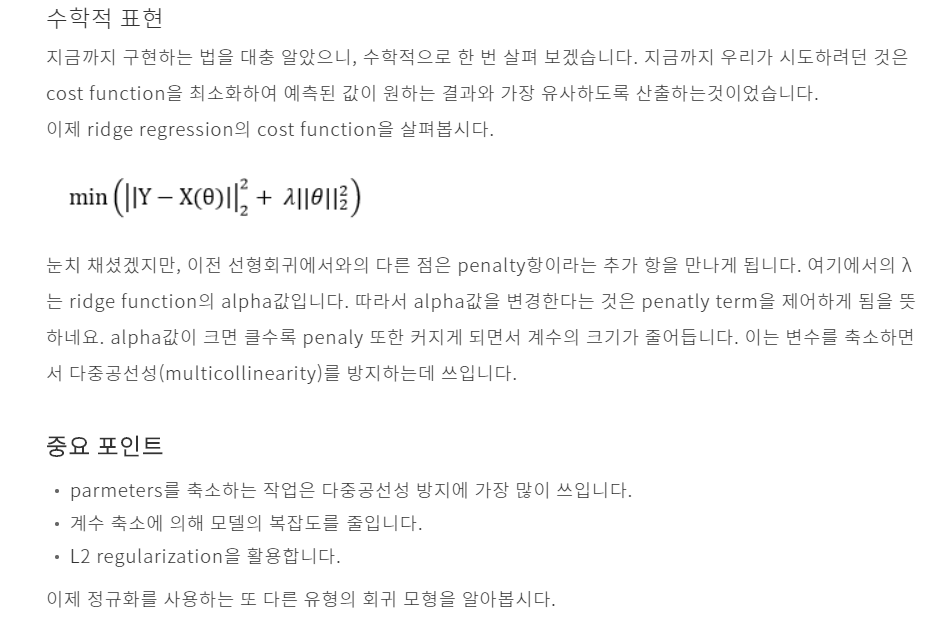 수학적 표현
지금까지 구현하는 법을 대충 알았으니, 수학적으로 한 번 살펴 보겠습니다. 지금까지 우리가 시도하려던 것은
cost function을 최소화하여 예측된 값이 원하는 결과와 가장 유사하도록 산출하는것이었습니다.
이제 ridge regression의 cost function을 살펴봅시다.
min(||Y − X(θ)||₂² + λ||θ||₂²)
눈치 채셨겠지만, 이전 선형회귀에서와의 다른 점은 penalty항이라는 추가 항을 만나게 됩니다. 여기에서의 λ
는 ridge function의 alpha값입니다. 따라서 alpha값을 변경한다는 것은 penatly term을 제어하게 됨을 뜻
하네요. alpha값이 크면 클수록 penaly 또한 커지게 되면서 계수의 크기가 줄어듭니다. 이는 변수를 축소하면
서 다중공선성(multicollinearity)를 방지하는데 쓰입니다.
중요 포인트
• parmeters를 축소하는 작업은 다중공선성 방지에 가장 많이 쓰입니다.
• 계수 축소에 의해 모델의 복잡도를 줄입니다.
• L2 regularization을 활용합니다.
이제 정규화를 사용하는 또 다른 유형의 회귀 모형을 알아봅시다.